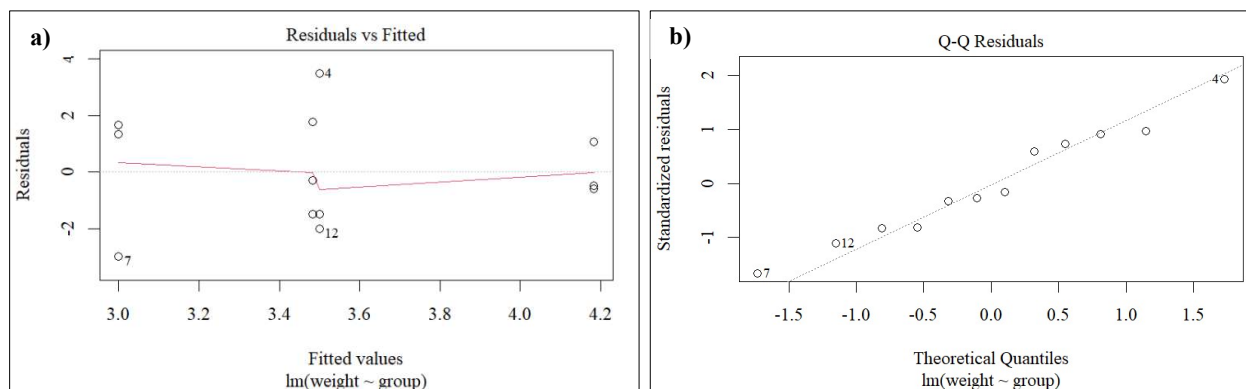 a)
Residuals vs Fitted
Residuals
4
2
0
-2
4
12
7
3.0 3.2 3.4 3.6 3.8 4.0 4.2
Fitted values
lm(weight ~ group)
b)
Q-Q Residuals
Standardized residuals
2
1
0
-1
4
12
7
-1.5 -1.0 -0.5 0.0 0.5 1.0 1.5
Theoretical Quantiles
lm(weight ~ group)